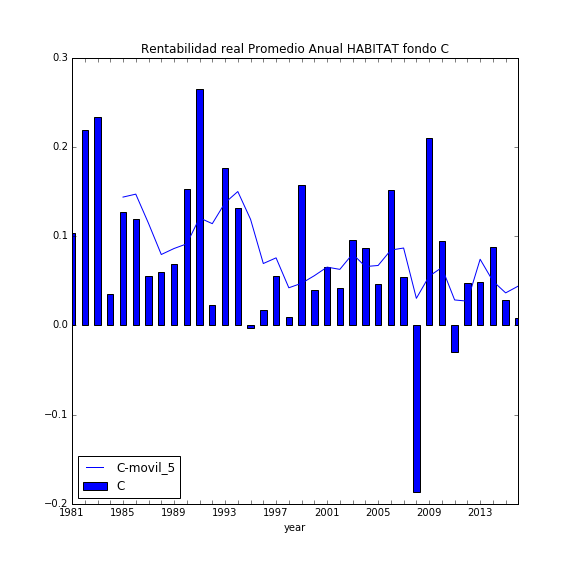 Rentabilidad real Promedio Anual HABITAT fondo C
0.3
0.2
0.1
0.0
−0.1
−0.2
C-movil_5
C
1981 1985 1989 1993 1997 2001 2005 2009 2013
year